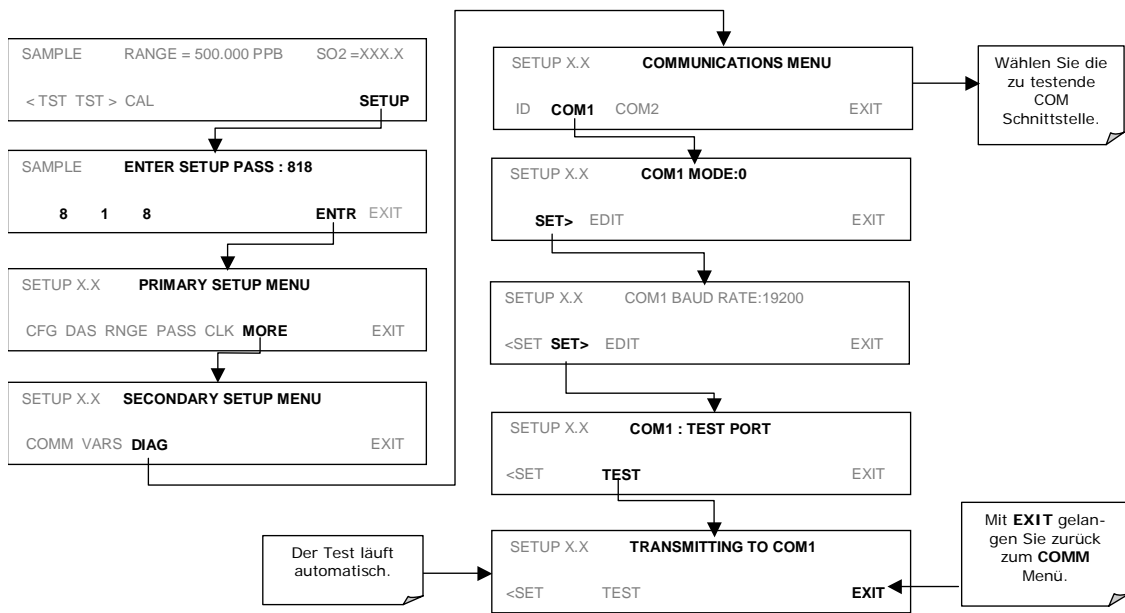 SAMPLE RANGE = 500.000 PPB SO2 =XXX.X
< TST TST > CAL SETUP
SAMPLE ENTER SETUP PASS : 818
8 1 8 ENTR EXIT
SETUP X.X PRIMARY SETUP MENU
CFG DAS RNGE PASS CLK MORE EXIT
SETUP X.X SECONDARY SETUP MENU
COMM VARS DIAG EXIT
SETUP X.X COMMUNICATIONS MENU
ID COM1 COM2 EXIT
Wählen Sie die
zu testende
COM
Schnittstelle.
SETUP X.X COM1 MODE:0
SET> EDIT EXIT
SETUP X.X COM1 BAUD RATE:19200
<SET SET> EDIT EXIT
SETUP X.X COM1 : TEST PORT
<SET TEST EXIT
Der Test läuft
automatisch.
SETUP X.X TRANSMITTING TO COM1
<SET TEST EXIT
Mit EXIT gelan-
gen Sie zurück
zum COMM
Menü.